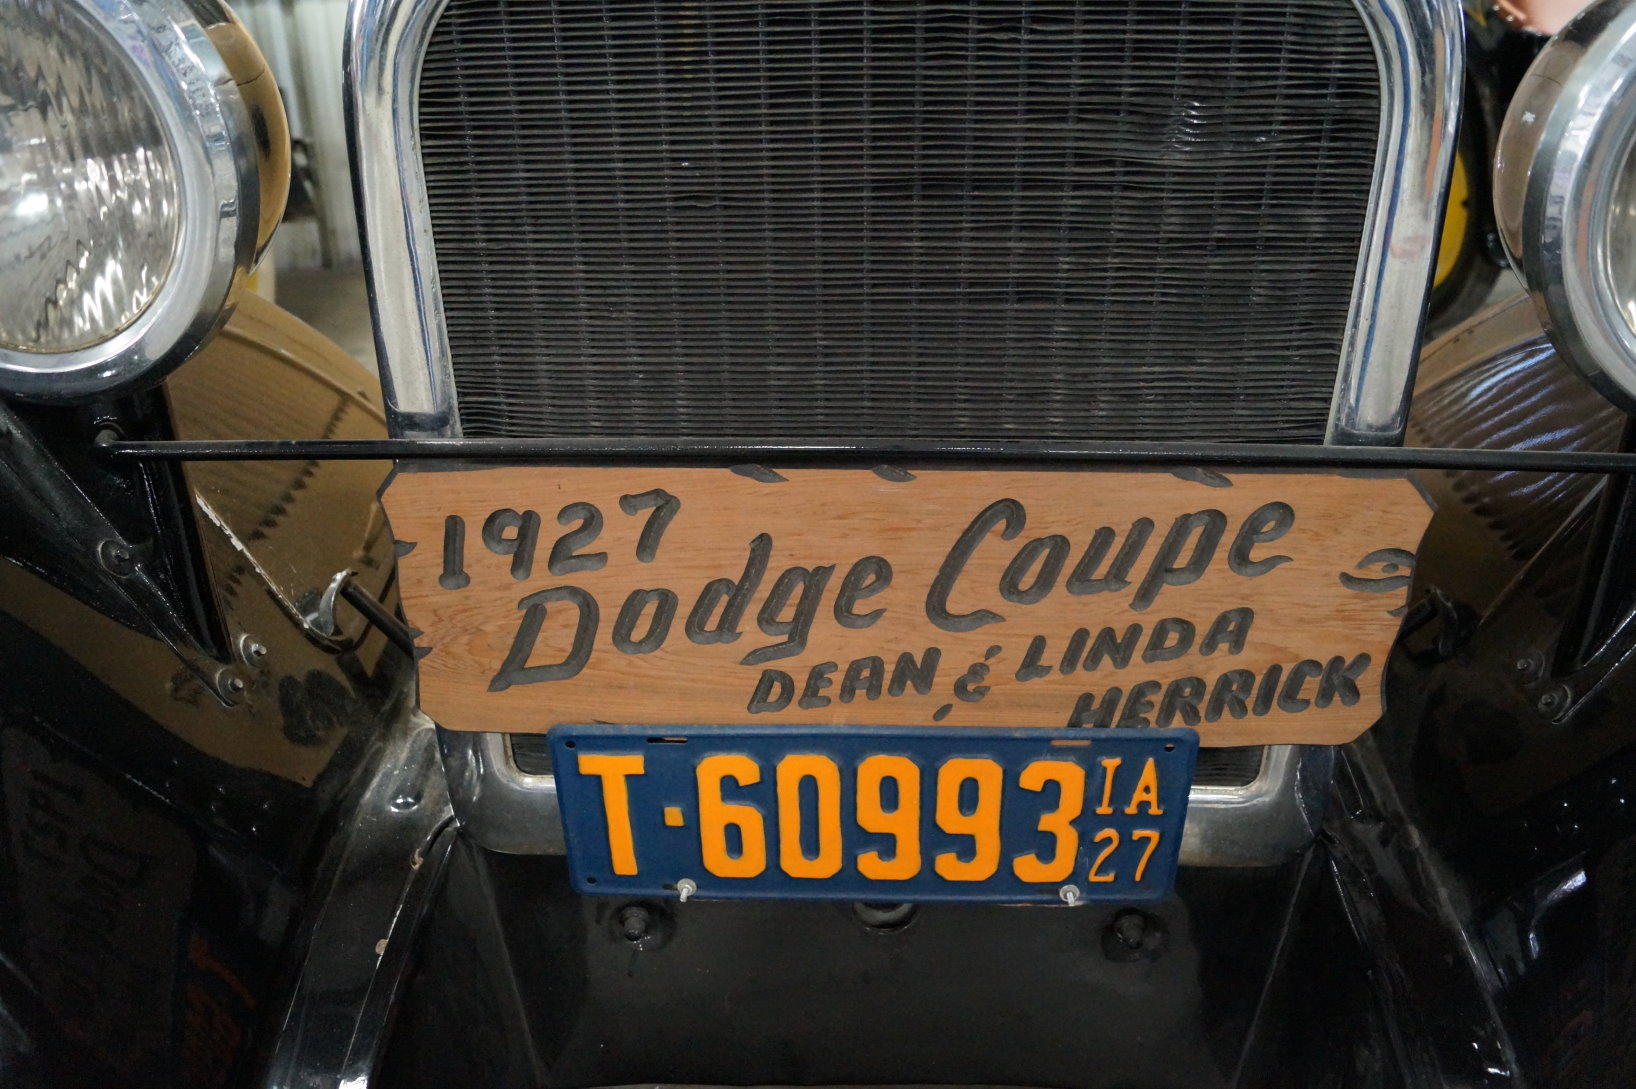 1927
Dodge Coupe
DEAN & LINDA
HERRICK
T·60993 IA
27